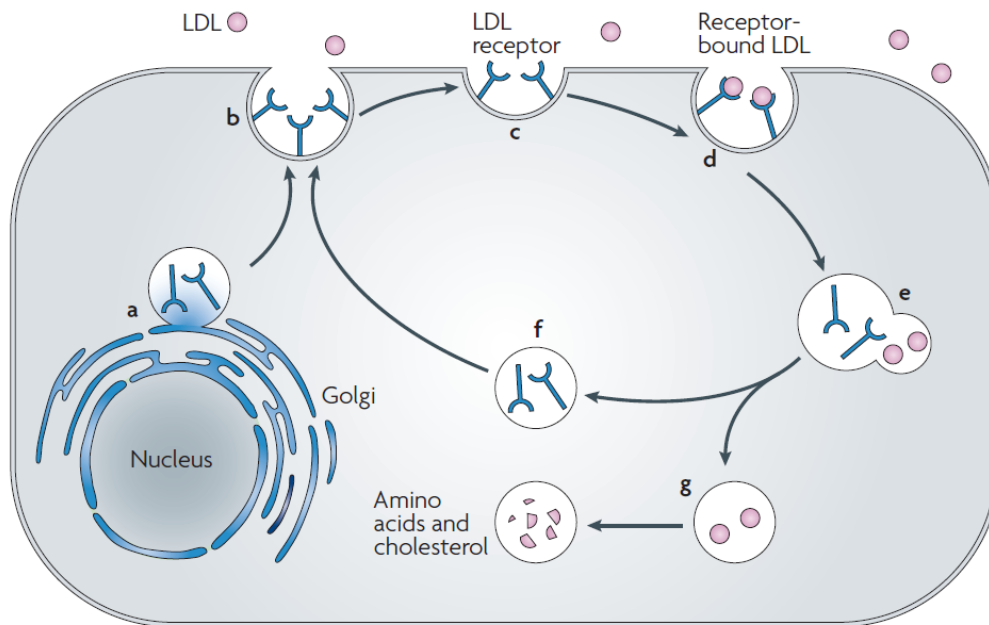 LDL
LDL
receptor
Receptor-
bound LDL
b
c
d
a
e
f
Golgi
Nucleus
g
Amino
acids and
cholesterol